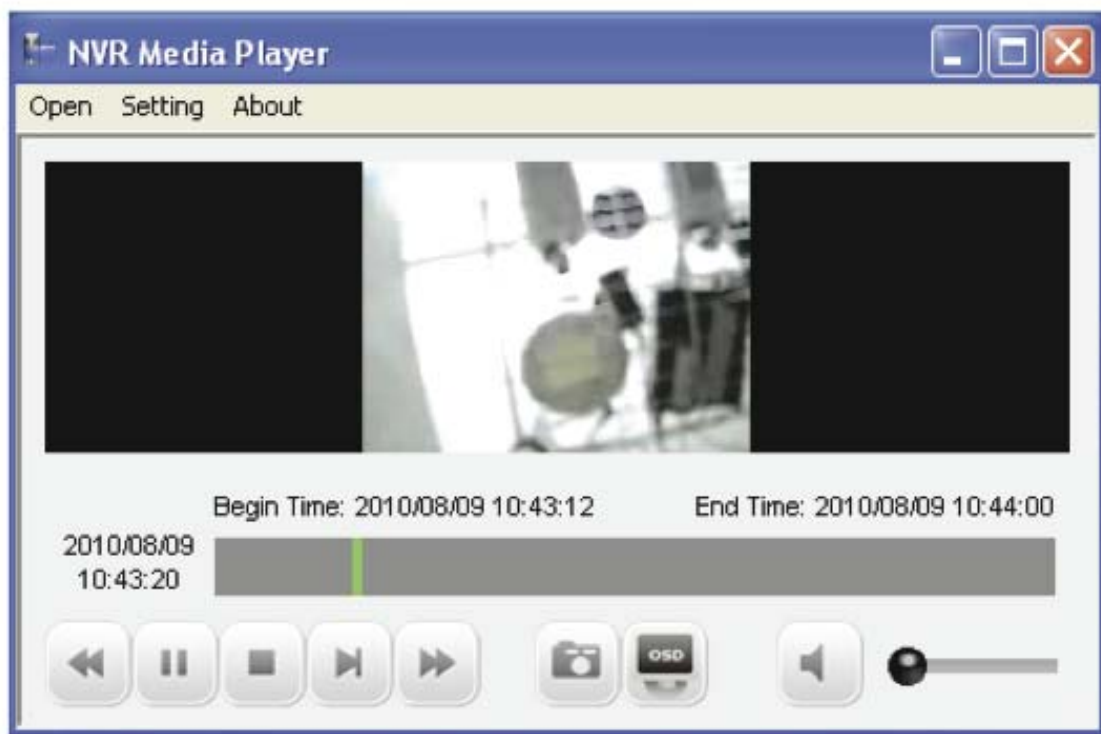 NVR Media Player
Open Setting About
Begin Time: 2010/08/09 10:43:12 End Time: 2010/08/09 10:44:00
2010/08/09
10:43:20
OSD